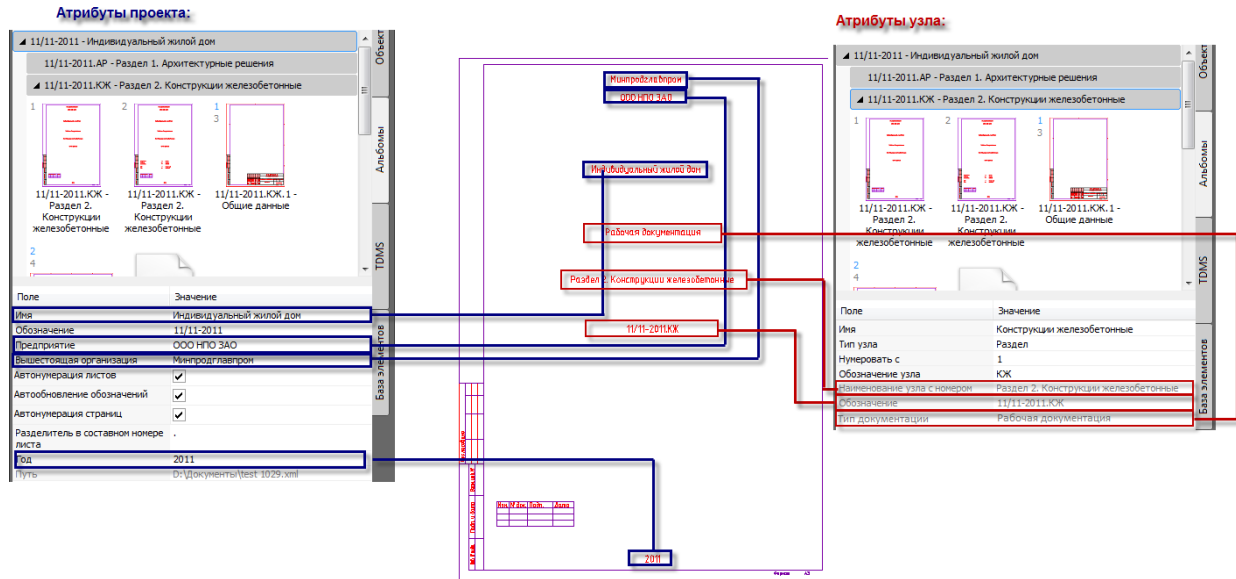 Атрибуты проекта:
11/11-2011 - Индивидуальный жилой дом
11/11-2011.АР - Раздел 1. Архитектурные решения
11/11-2011.КЖ - Раздел 2. Конструкции железобетонные
1
2
1
3
11/11-2011.КЖ -
Раздел 2.
Конструкции
железобетонные
11/11-2011.КЖ -
Раздел 2.
Конструкции
железобетонные
11/11-2011.КЖ.1 -
Общие данные
2
4
Объект
Альбомы
TDMS
База элементов
Поле Значение
Имя Индивидуальный жилой дом
Обозначение 11/11-2011
Предприятие ООО НПО ЗАО
Вышестоящая организация Минпродглавпром
Автонумерация листов
Автообновление обозначений
Автонумерация страниц
Разделитель в составном номере .
листа
Год 2011
Путь D:\Документы\test 1029.xml
Минпродглавпром
ООО НПО ЗАО
Индивидуальный жилой дом
Рабочая документация
Раздел 2. Конструкции железобетонные
11/11-2011.КЖ
Изм. № док. Подп. Дата
2011
Формат А3
Атрибуты узла:
11/11-2011 - Индивидуальный жилой дом
11/11-2011.АР - Раздел 1. Архитектурные решения
11/11-2011.КЖ - Раздел 2. Конструкции железобетонные
1
2
1
3
11/11-2011.КЖ -
Раздел 2.
Конструкции
железобетонные
11/11-2011.КЖ -
Раздел 2.
Конструкции
железобетонные
11/11-2011.КЖ.1 -
Общие данные
2
4
Объект
Альбомы
TDMS
База элементов
Поле Значение
Имя Конструкции железобетонные
Тип узла Раздел
Нумеровать с 1
Обозначение узла КЖ
Наименование узла с номером Раздел 2. Конструкции железобетонные
Обозначение 11/11-2011.КЖ
Тип документации Рабочая документация